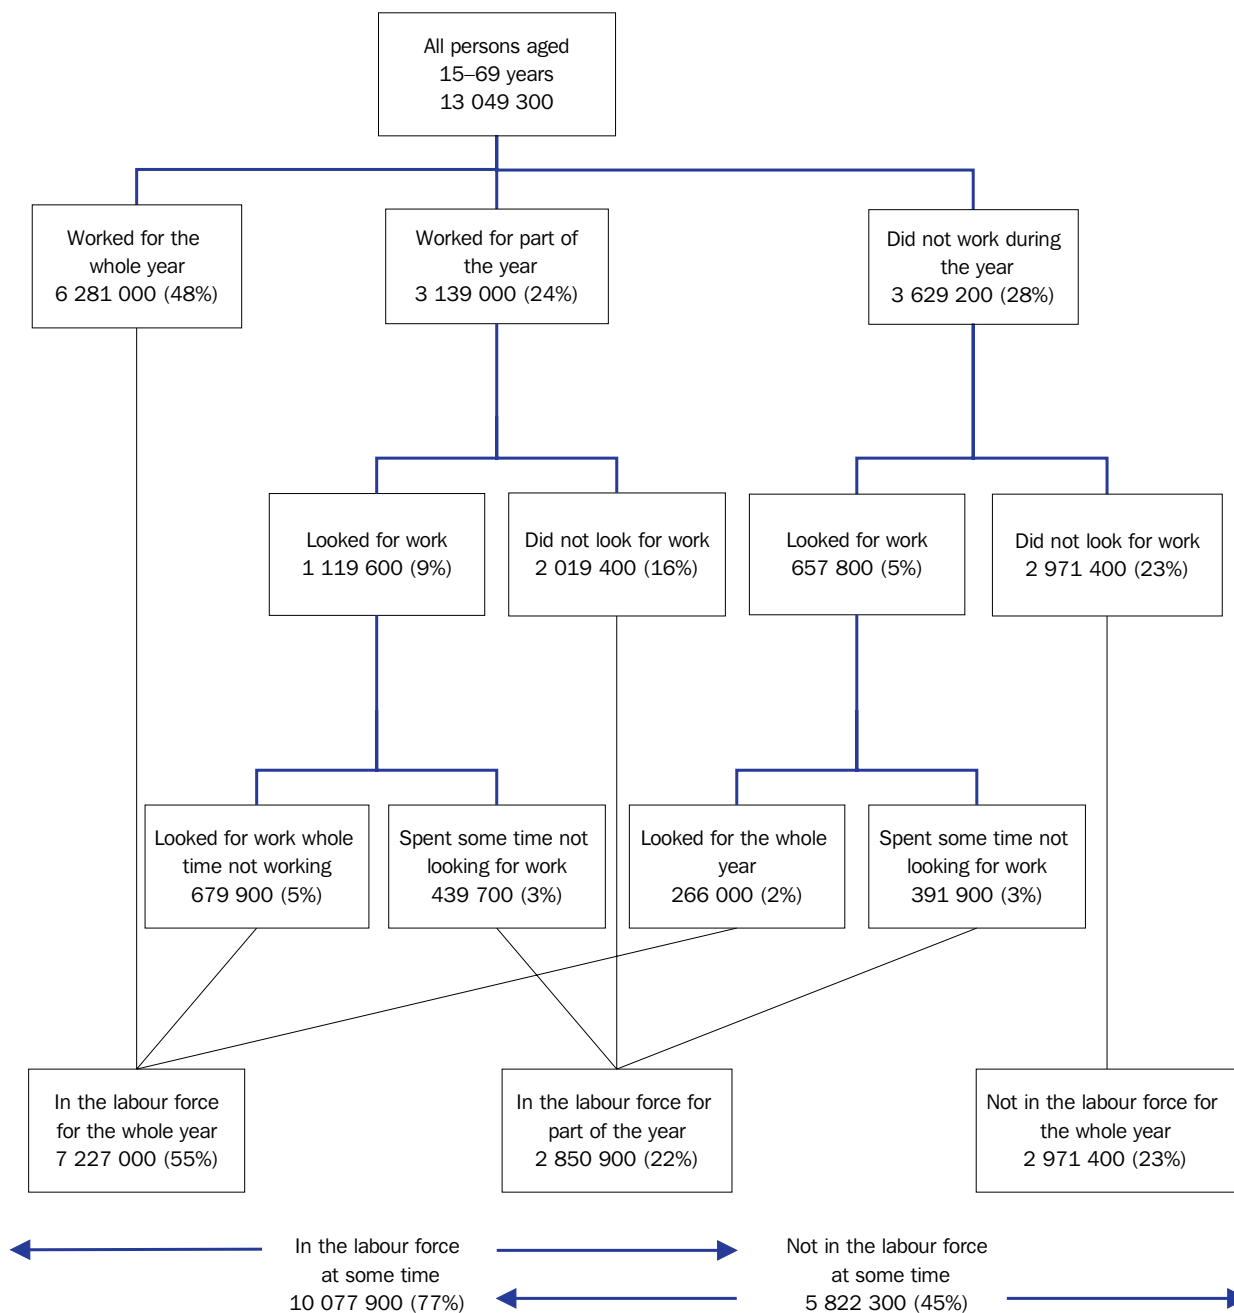 All persons aged
15–69 years
13 049 300
Worked for the
whole year
6 281 000 (48%)
Worked for part of
the year
3 139 000 (24%)
Did not work during
the year
3 629 200 (28%)
Looked for work
1 119 600 (9%)
Did not look for work
2 019 400 (16%)
Looked for work
657 800 (5%)
Did not look for work
2 971 400 (23%)
Looked for work whole
time not working
679 900 (5%)
Spent some time not
looking for work
439 700 (3%)
Looked for the whole
year
266 000 (2%)
Spent some time not
looking for work
391 900 (3%)
In the labour force
for the whole year
7 227 000 (55%)
In the labour force for
part of the year
2 850 900 (22%)
Not in the labour force for
the whole year
2 971 400 (23%)
In the labour force
at some time
10 077 900 (77%)
Not in the labour force
at some time
5 822 300 (45%)